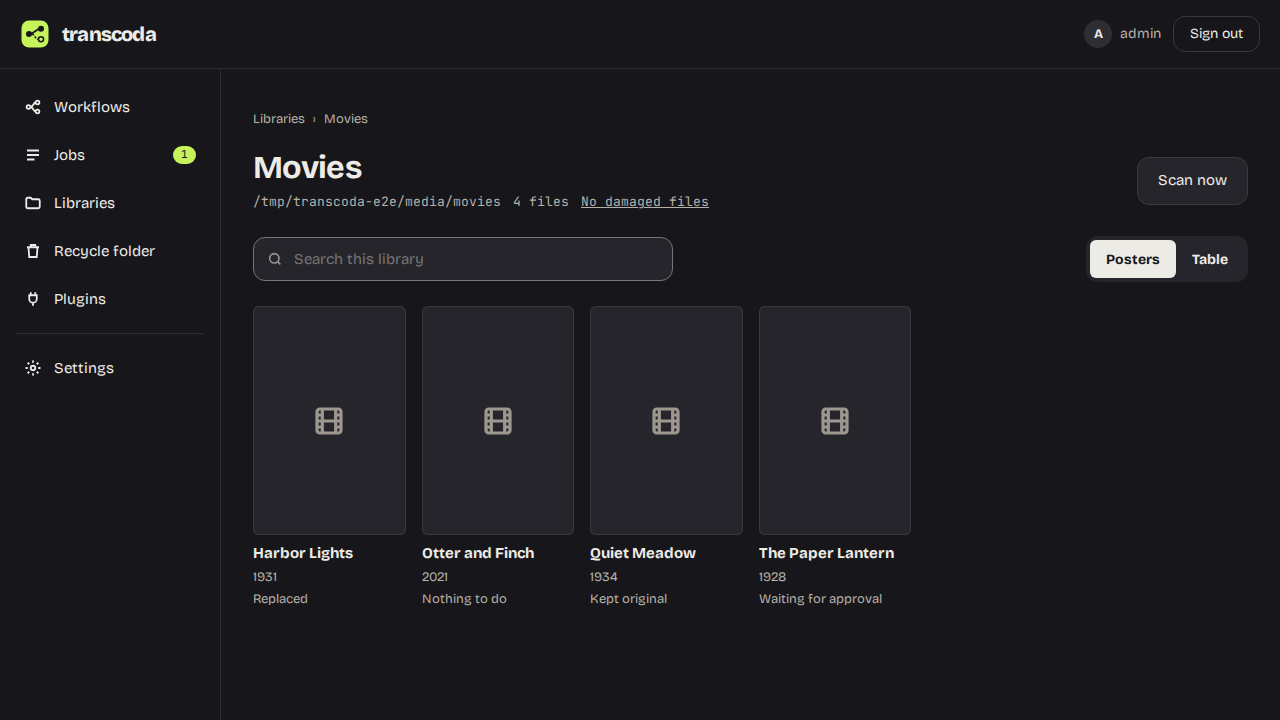 transcoda
A admin Sign out
Workflows
Jobs 1
Libraries
Recycle folder
Plugins
Settings
Libraries › Movies
Movies
/tmp/transcoda-e2e/media/movies 4 files No damaged files
Scan now
Search this library
Posters Table
Harbor Lights
1931
Replaced
Otter and Finch
2021
Nothing to do
Quiet Meadow
1934
Kept original
The Paper Lantern
1928
Waiting for approval